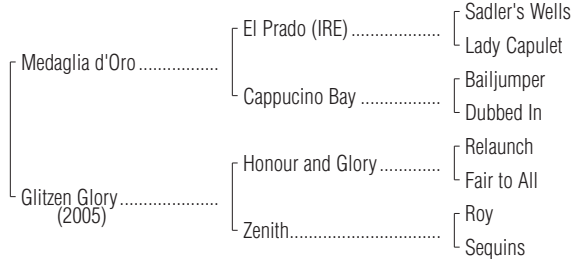 Sadler's Wells
El Prado (IRE) ....................
Lady Capulet
Medaglia d'Oro .................
Bailjumper
Cappucino Bay ..................
Dubbed In
Relaunch
Honour and Glory ..............
Fair to All
Glitzen Glory .....................
(2005)
Roy
Zenith.................................
Sequins